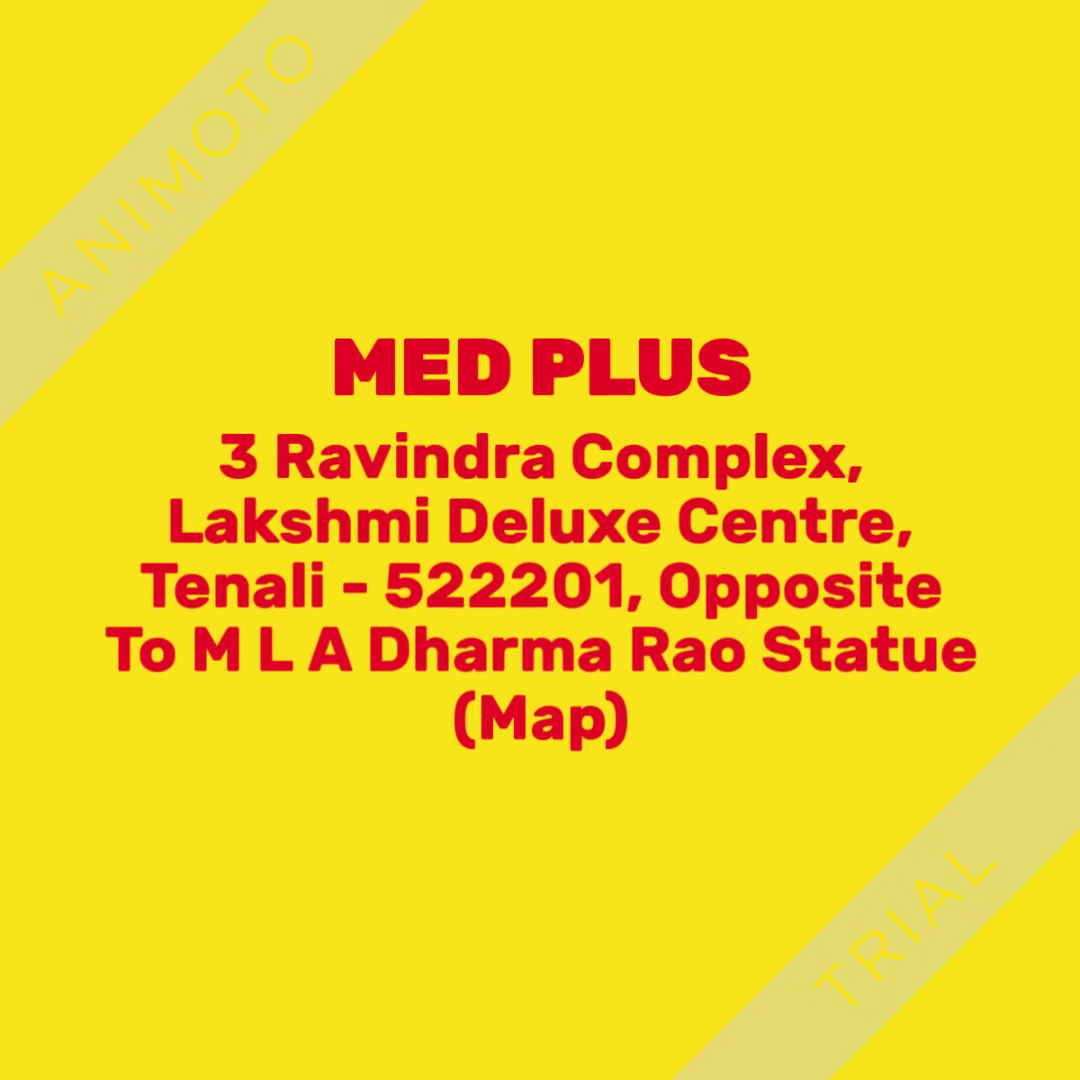 ANIMOTO
MED PLUS
3 Ravindra Complex,
Lakshmi Deluxe Centre,
Tenali - 522201, Opposite
To M L A Dharma Rao Statue
(Map)
TRIAL